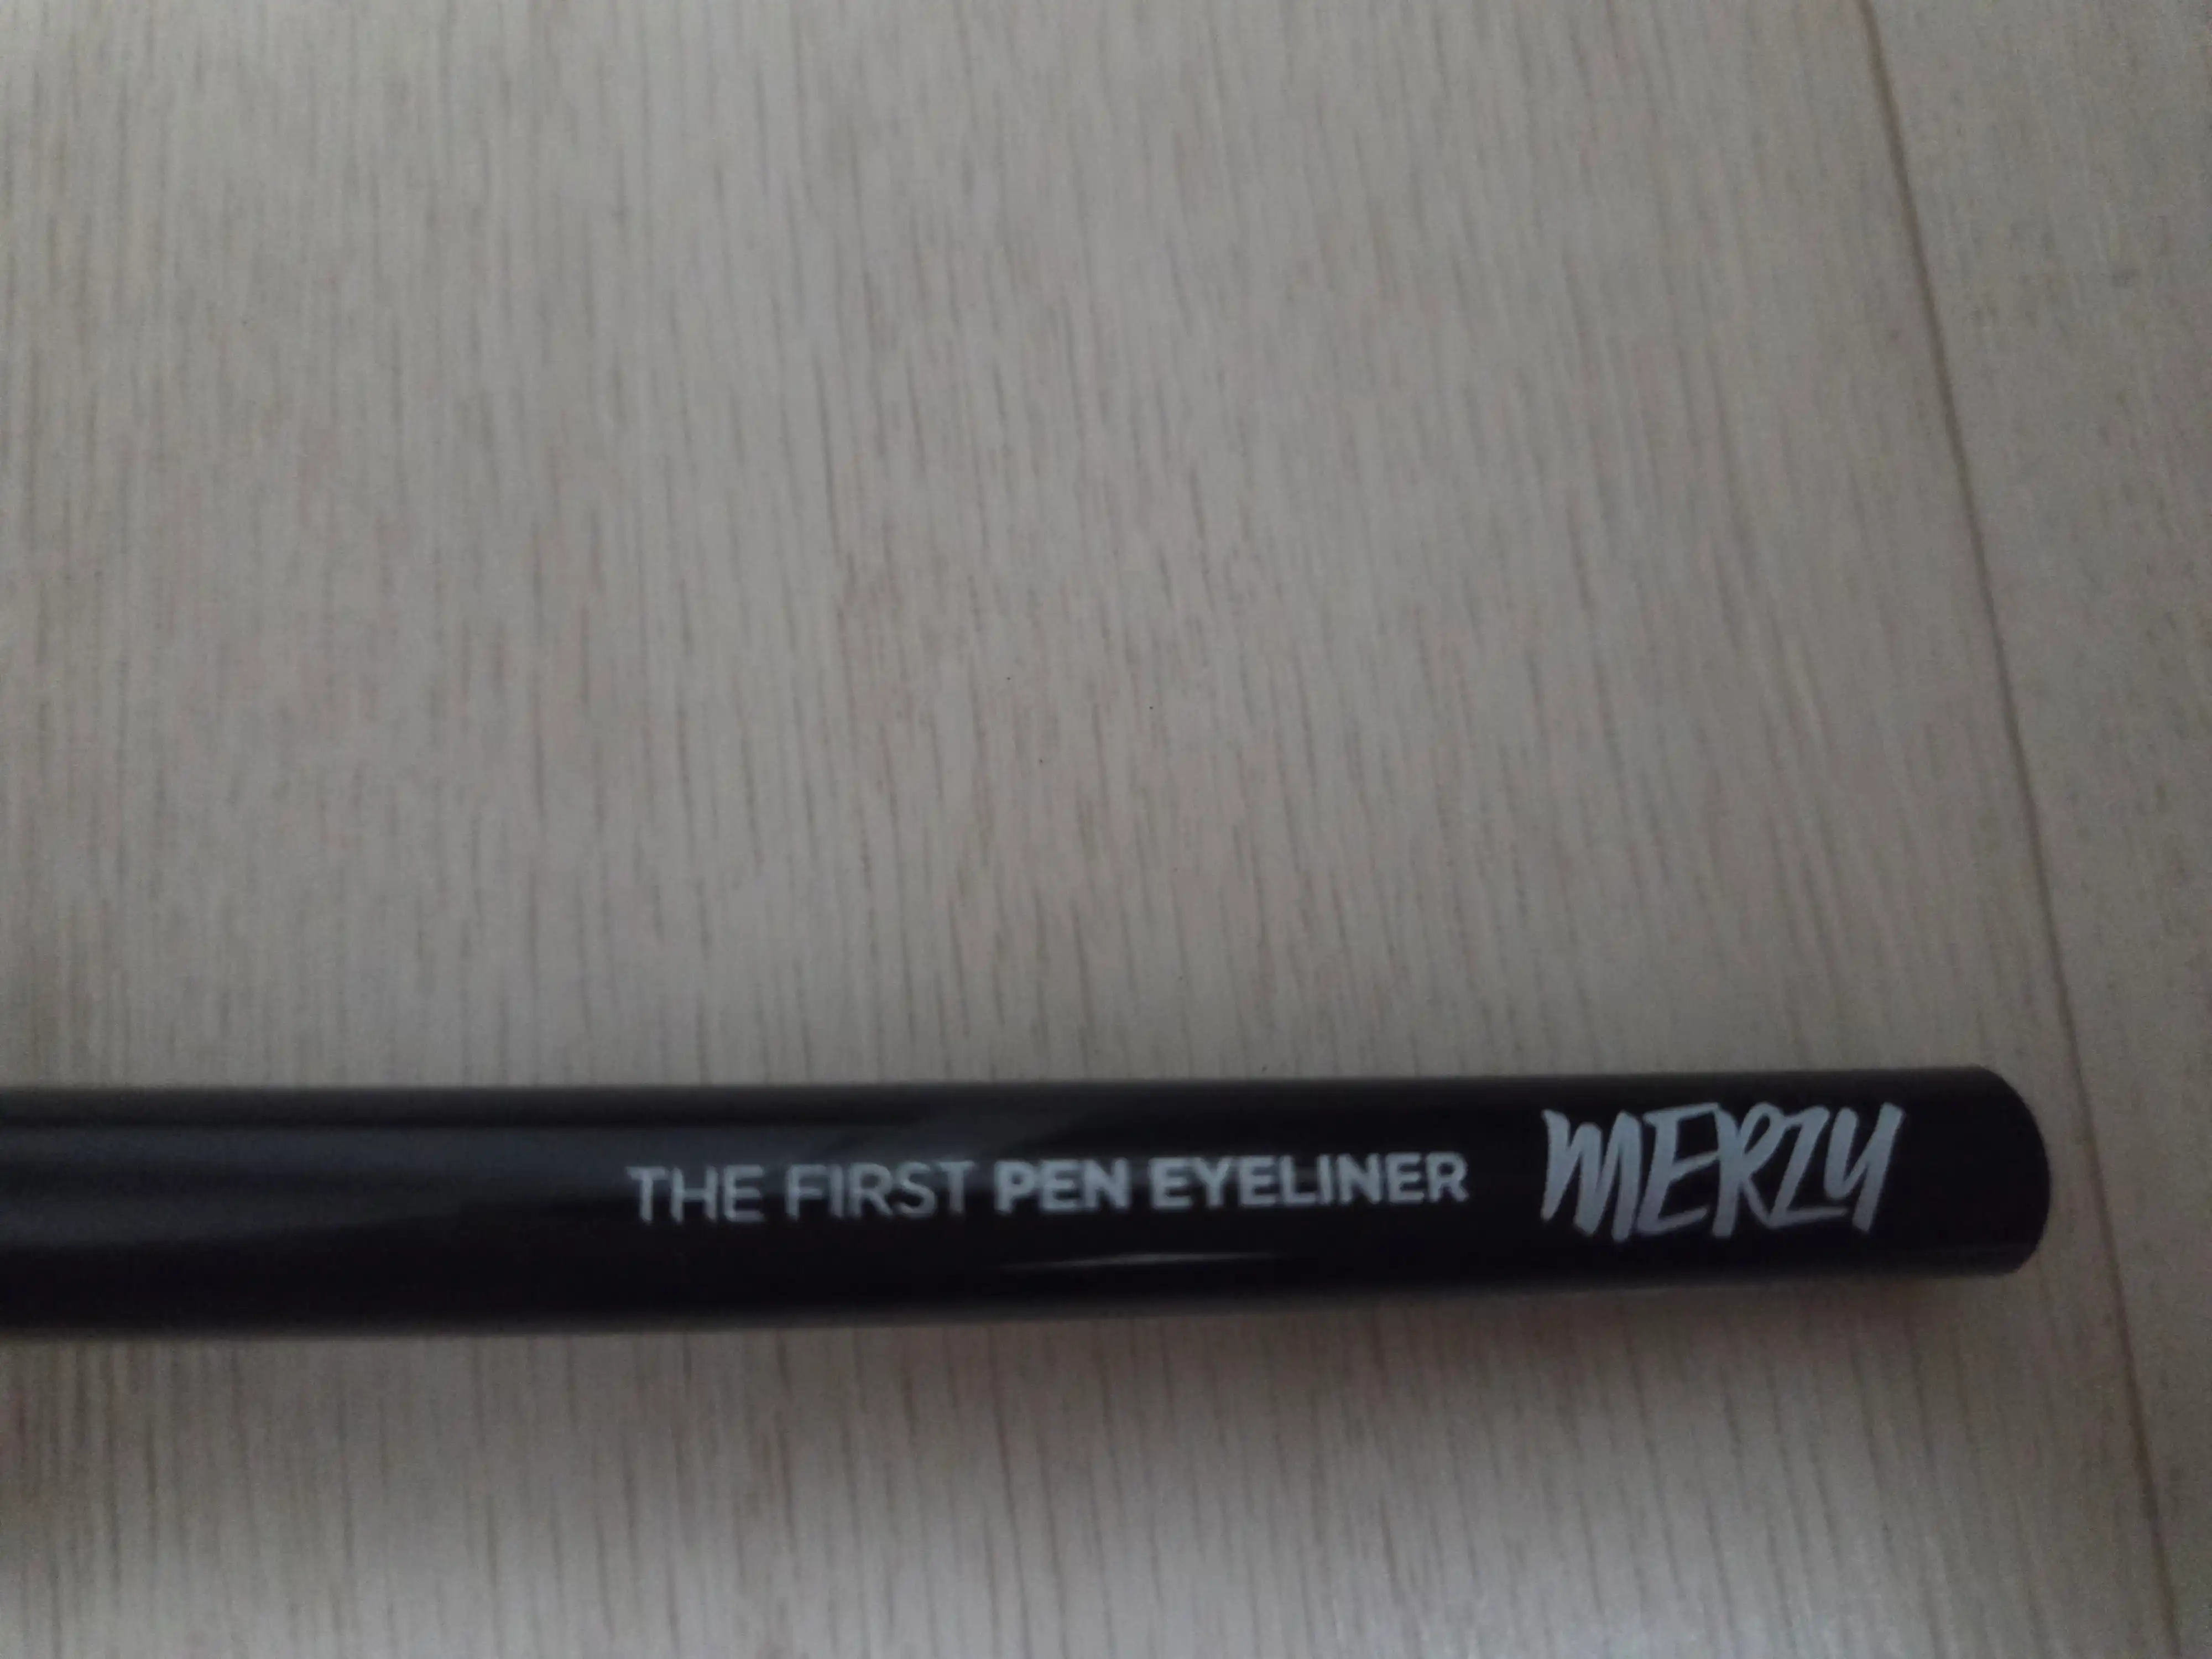 THE FIRST PEN EYELINER MERZY